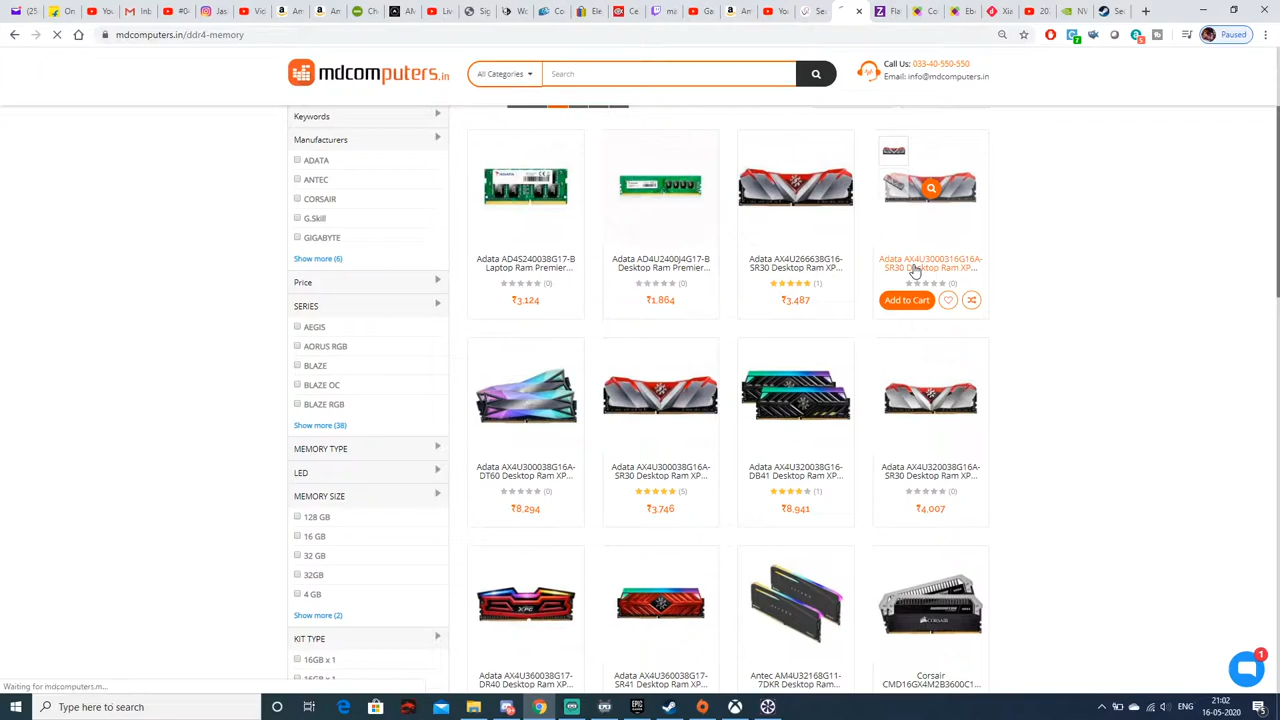 mdcomputers.in/ddr4-memory
Paused
mdcomputers.in
All Categories
Search
Call Us: 033-40-550-550
Email: info@mdcomputers.in
Keywords
Manufacturers
ADATA
ANTEC
CORSAIR
G.Skill
GIGABYTE
Show more (6)
Price
SERIES
AEGIS
AORUS RGB
BLAZE
BLAZE OC
BLAZE RGB
Show more (38)
MEMORY TYPE
LED
MEMORY SIZE
128 GB
16 GB
32 GB
32GB
4 GB
Show more (2)
KIT TYPE
16GB x 1
Adata AD4S240038G17-B
Laptop Ram Premier...
(0)
₹3,124
Adata AD4U2400J4G17-B
Desktop Ram Premier...
(0)
₹1,864
Adata AX4U266638G16-
SR30 Desktop Ram XP...
(1)
₹3,487
Adata AX4U3000316G16A-
SR30 Desktop Ram XP...
(0)
Add to Cart
Adata AX4U300038G16A-
DT60 Desktop Ram XP...
(0)
₹8,294
Adata AX4U300038G16A-
SR30 Desktop Ram XP...
(5)
₹3,746
Adata AX4U320038G16-
DB41 Desktop Ram XP...
(1)
₹8,941
Adata AX4U320038G16A-
SR30 Desktop Ram XP...
(0)
₹4,007
Adata AX4U360038G17-
DR40 Desktop Ram XP...
Adata AX4U360038G17-
SR41 Desktop Ram XP...
Antec AM4U32168G11-
7DKR Desktop Ram...
Corsair
CMD16GX4M2B3600C1...
1
Waiting for mdcomputers.in...
Type here to search
ENG
21:02
16-05-2020